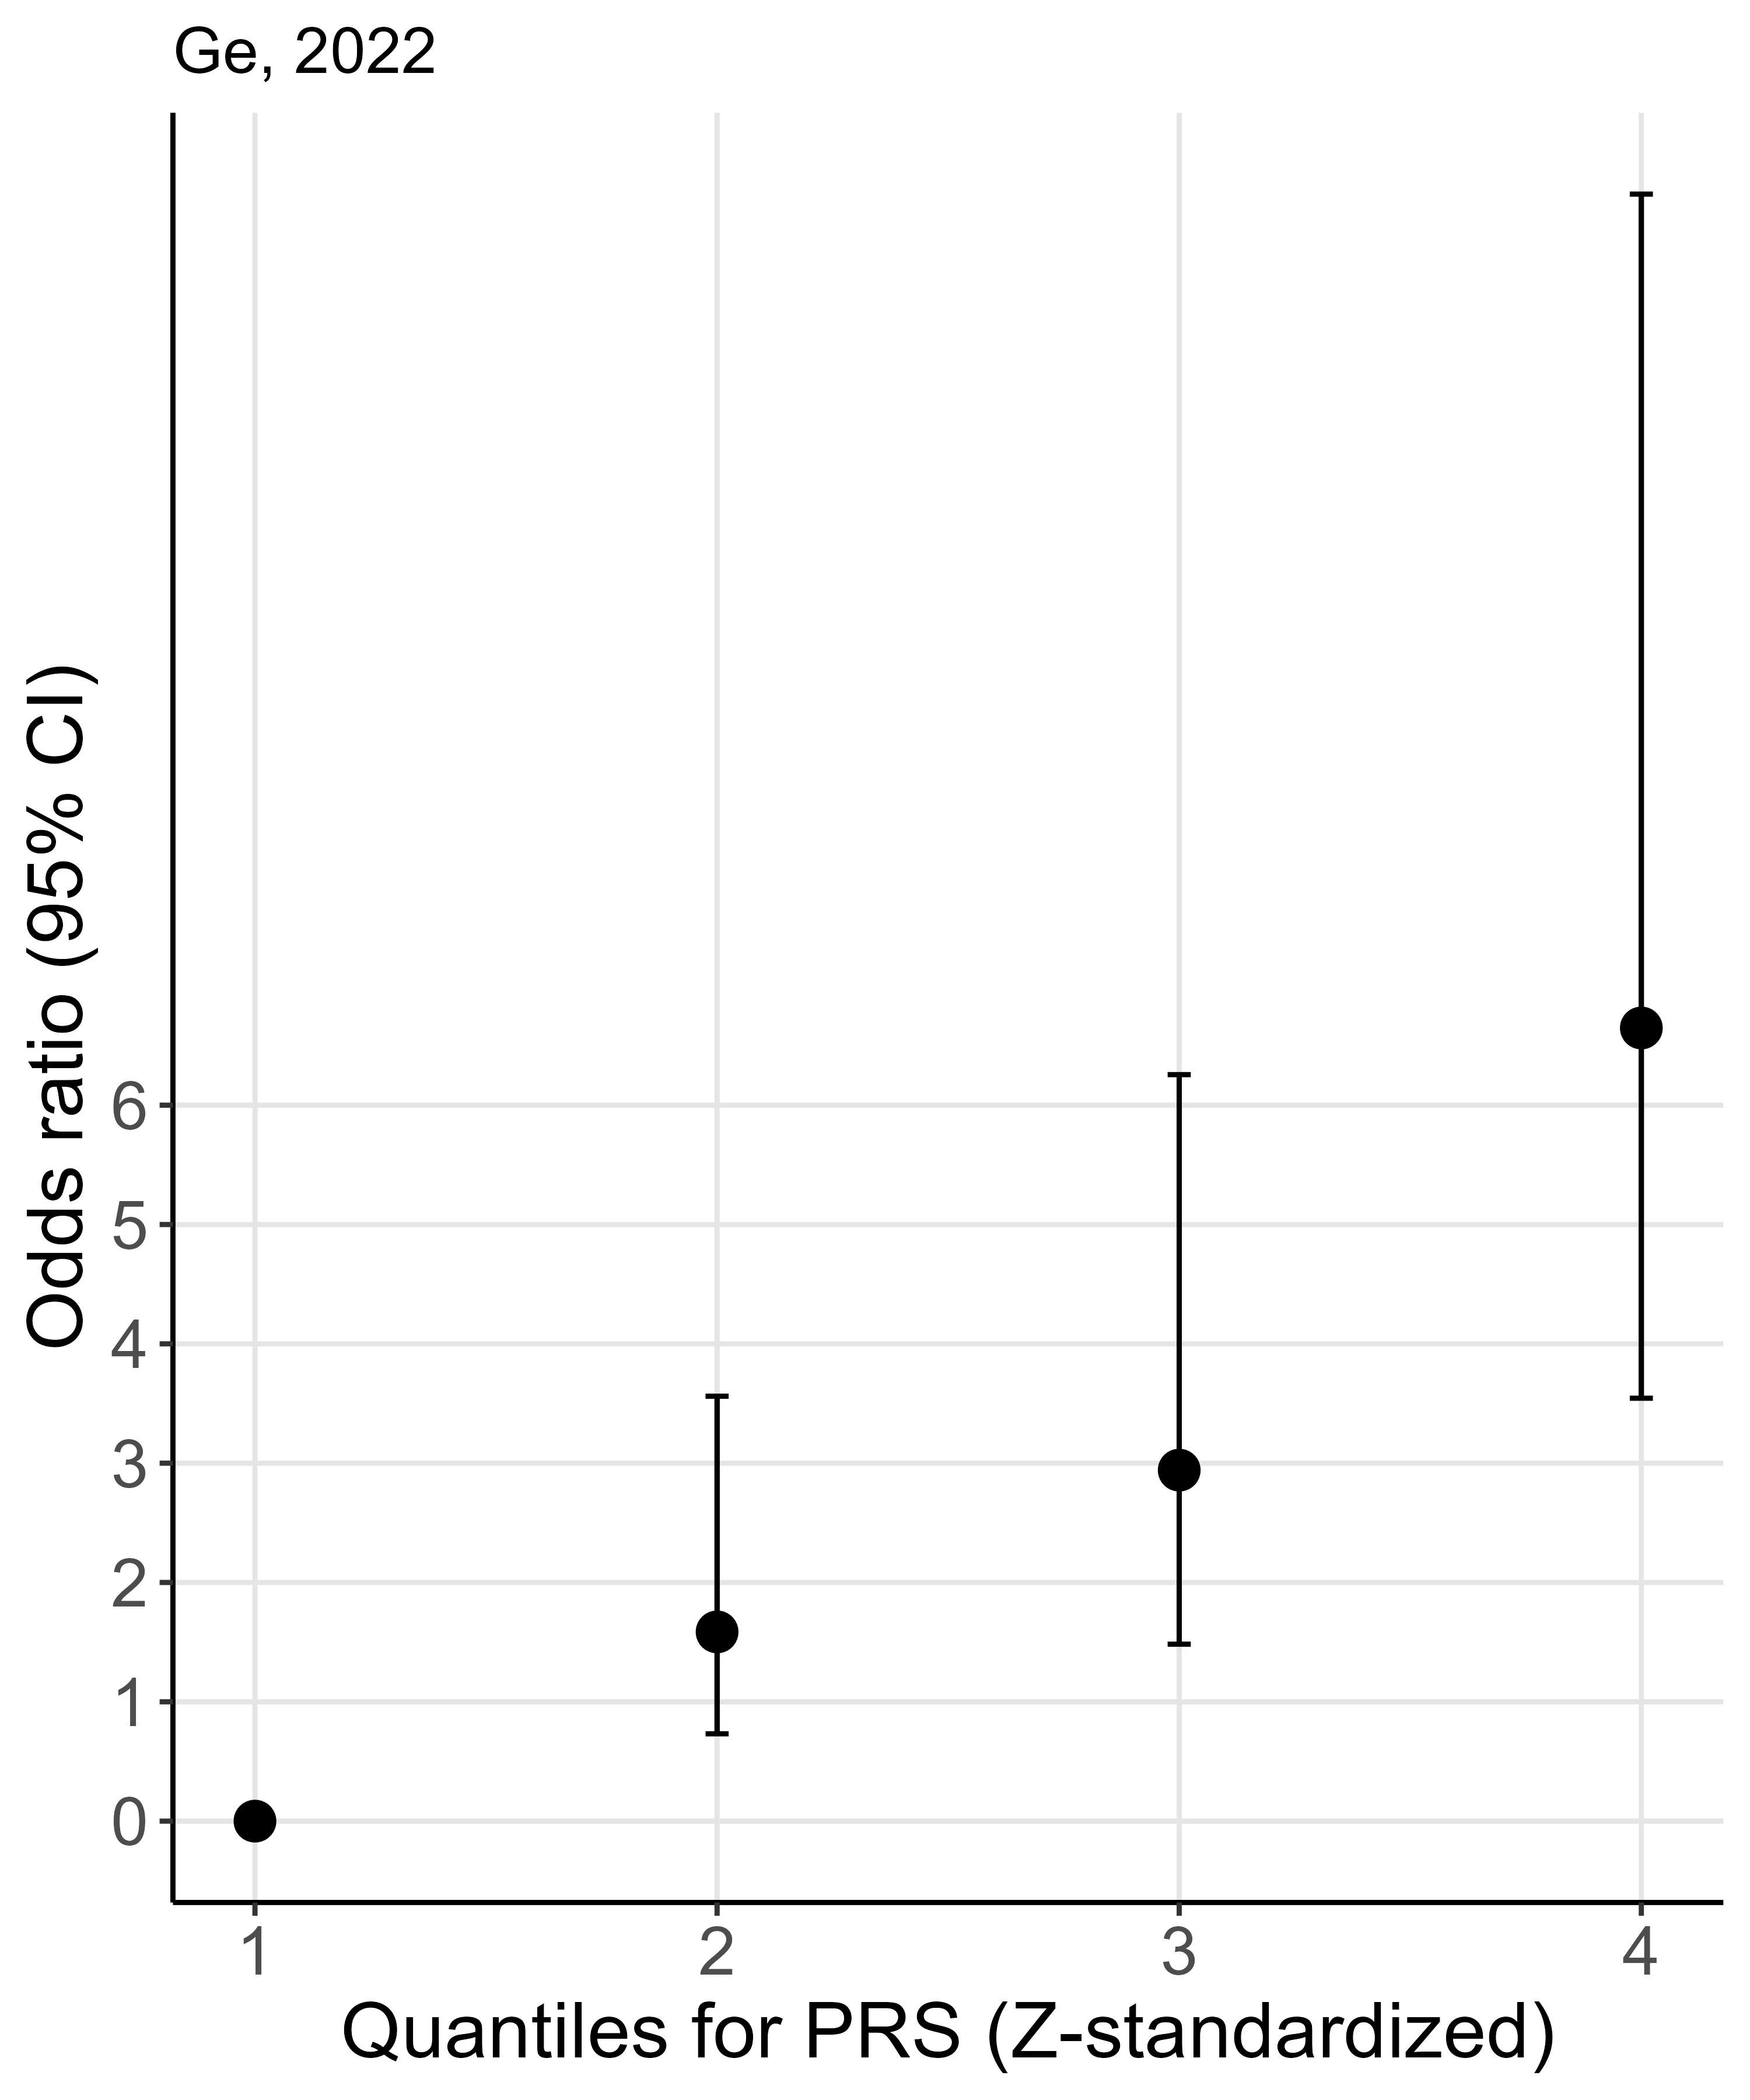 Ge, 2022
Odds ratio (95% CI)
6
5
4
3
2
1
0
1 2 3 4
Quantiles for PRS (Z-standardized)